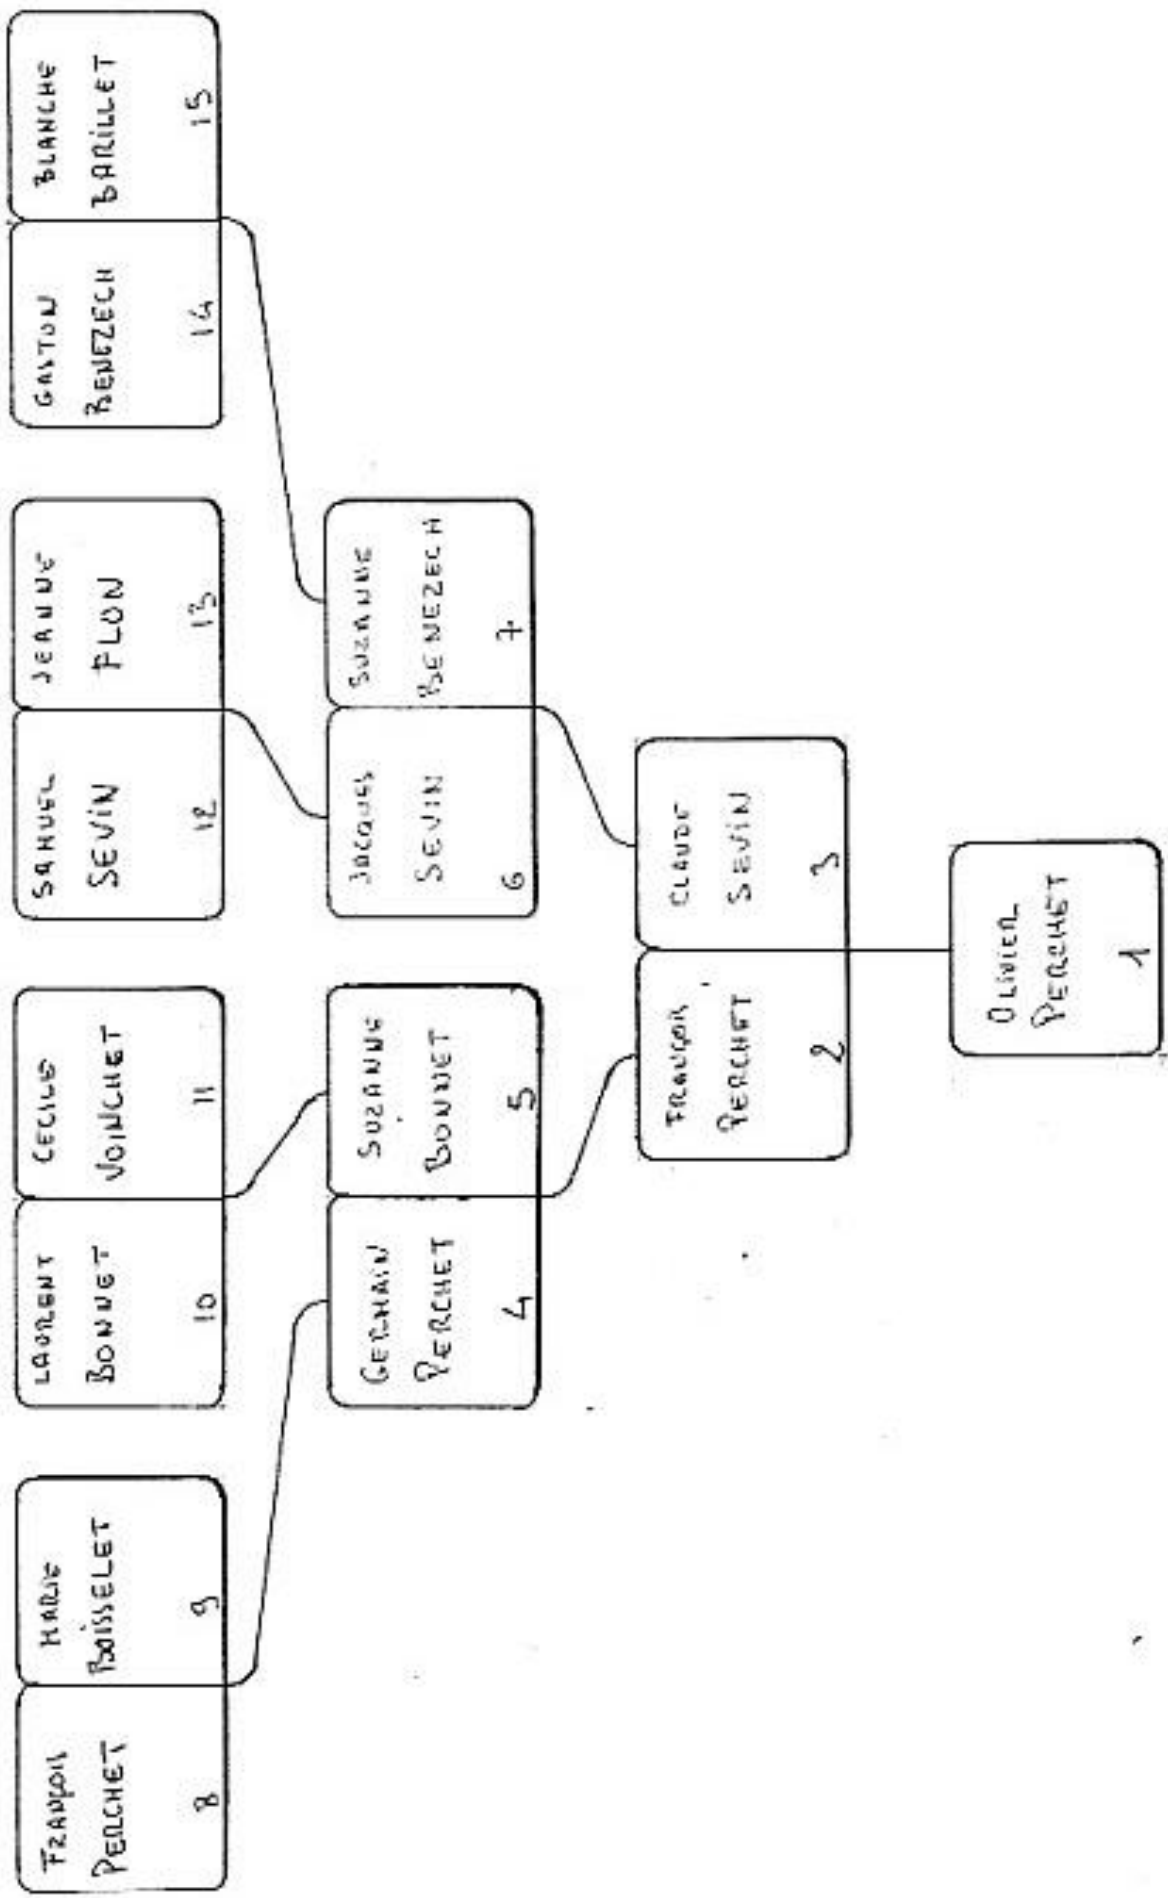 FRANÇOIS
PERCHET
8
MARIE
BOISSELET
9
LAURENT
BONNET
10
CECILE
VOINCHET
11
SAMUEL
SEVIN
12
JEANNE
PLON
13
GASTON
BENEZECH
14
BLANCHE
BARILLET
15
GERMAIN
PERCHET
4
SUZANNE
BONNET
5
JACQUES
SEVIN
6
SUZANNE
BENEZECH
7
FRANÇOIS
PERCHET
2
CLAUDE
SEVIN
3
OLIVIER
PERCHET
1